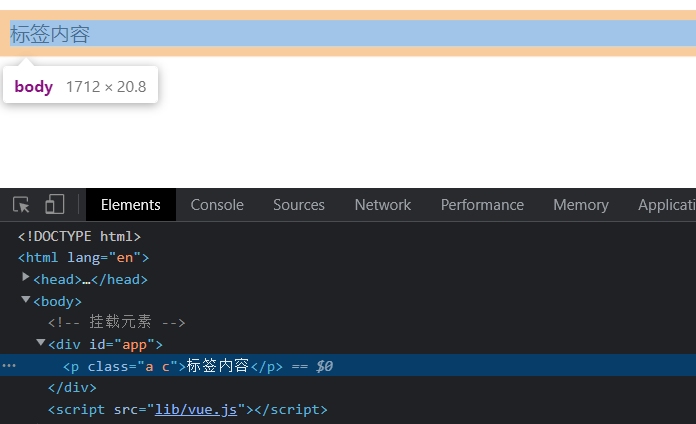 标签内容
body 1712 × 20.8
Elements Console Sources Network Performance Memory Applicati
<!DOCTYPE html>
<html lang="en">
<head>…</head>
<body>
<!-- 挂载元素 -->
<div id="app">
<p class="a c">标签内容</p> == $0
</div>
<script src="lib/vue.js"></script>